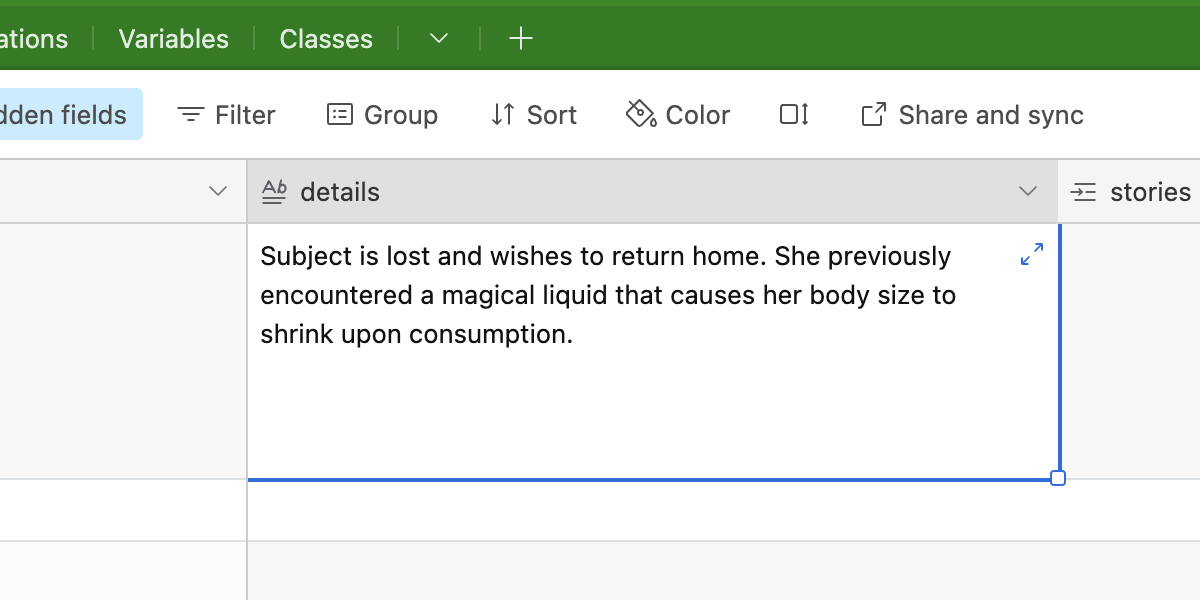 ations Variables Classes
dden fields Filter Group Sort Color Share and sync
Ab details stories
Subject is lost and wishes to return home. She previously
encountered a magical liquid that causes her body size to
shrink upon consumption.